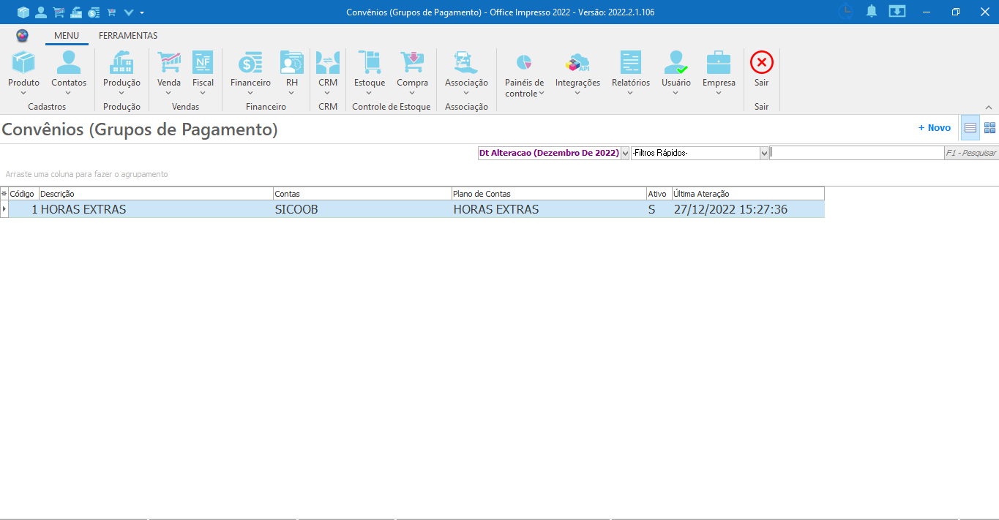 Convênios (Grupos de Pagamento) - Office Impresso 2022 - Versão: 2022.2.1.106
MENU FERRAMENTAS
Produto Contatos Produção Venda Fiscal Financeiro RH CRM Estoque Compra Associação Painéis de controle Integrações Relatórios Usuário Empresa Sair
Cadastros Produção Vendas Financeiro CRM Controle de Estoque Associação Sair
Convênios (Grupos de Pagamento)
+ Novo
Dt Alteracao (Dezembro De 2022) -Filtros Rápidos- F1 - Pesquisar
Arraste uma coluna para fazer o agrupamento
Código Descrição Contas Plano de Contas Ativo Última Ateração
1 HORAS EXTRAS SICOOB HORAS EXTRAS S 27/12/2022 15:27:36